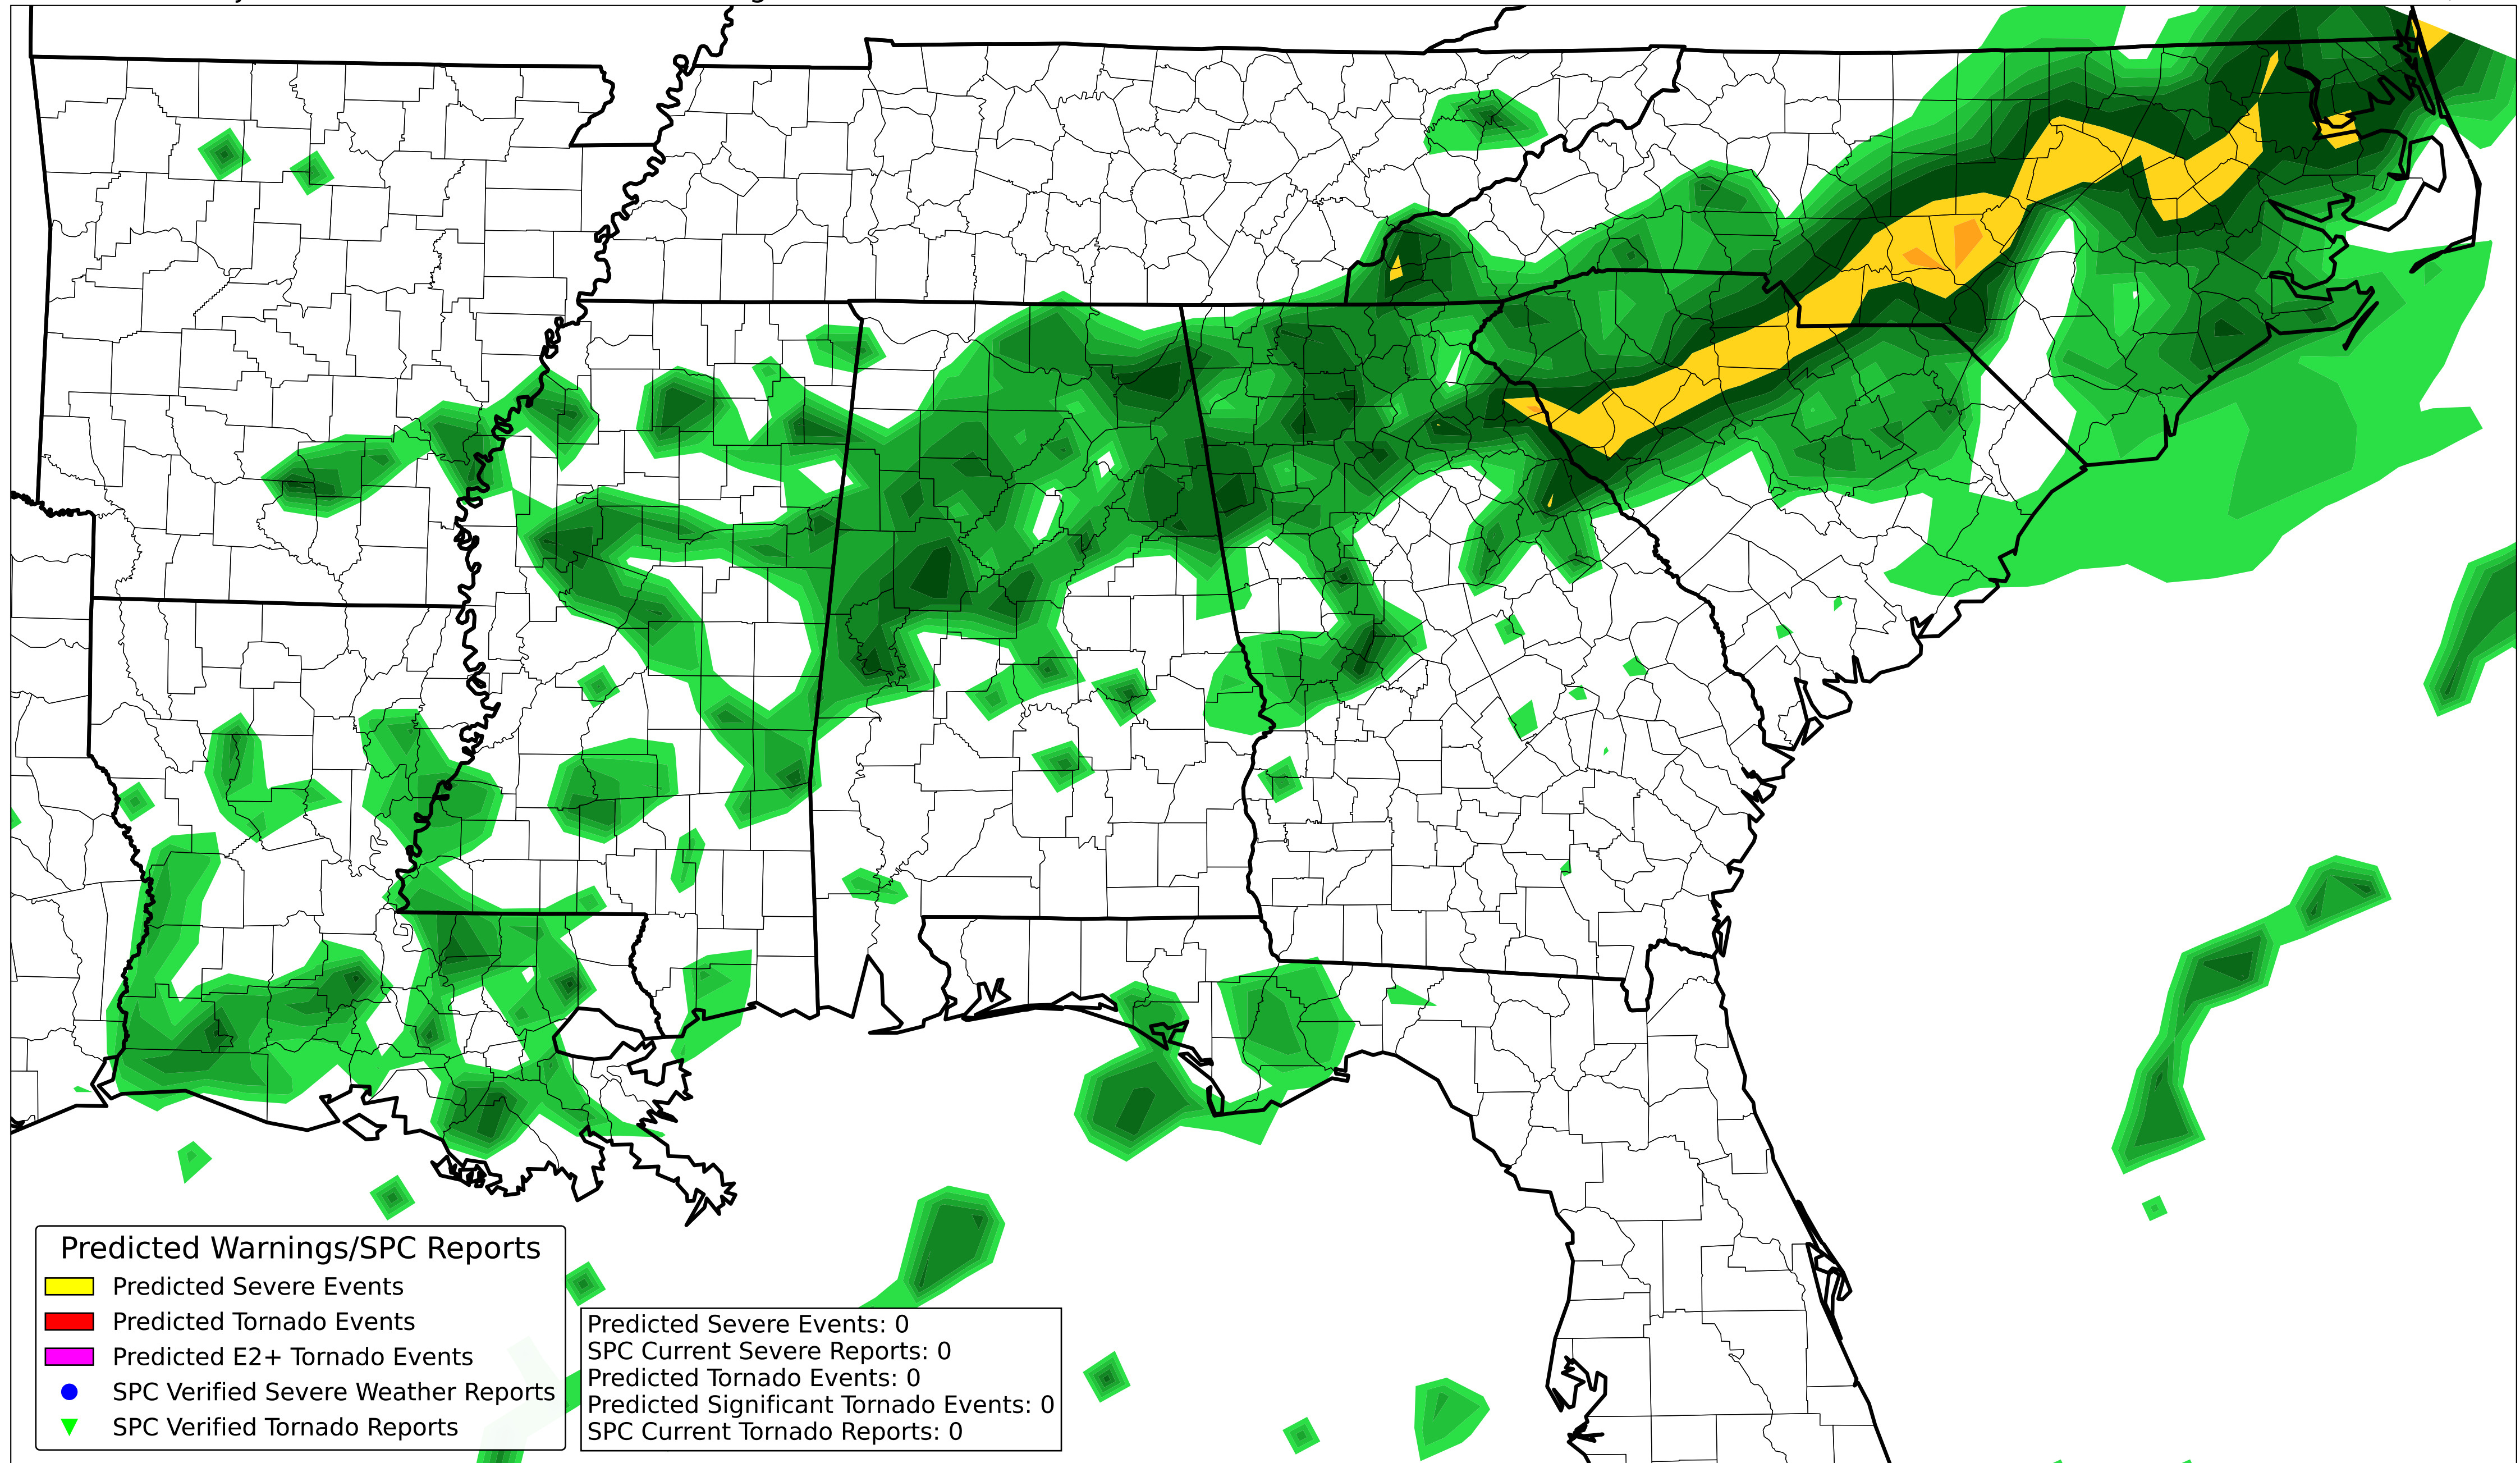 Predicted Warnings/SPC Reports
Predicted Severe Events
Predicted Tornado Events
Predicted E2+ Tornado Events
SPC Verified Severe Weather Reports
SPC Verified Tornado Reports
Predicted Severe Events: 0
SPC Current Severe Reports: 0
Predicted Tornado Events: 0
Predicted Significant Tornado Events: 0
SPC Current Tornado Reports: 0